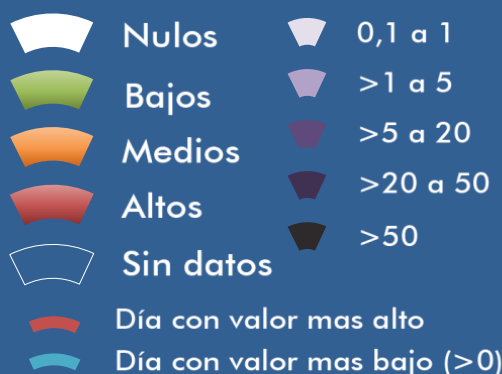 Nulos
Bajos
Medios
Altos
Sin datos
0,1 a 1
>1 a 5
>5 a 20
>20 a 50
>50
Día con valor mas alto
Día con valor mas bajo (>0)